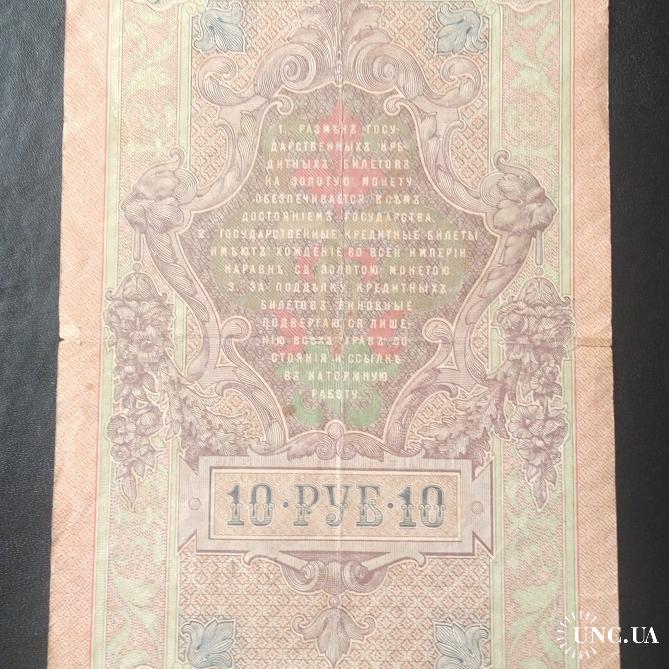 1. РАЗМѢНЪ ГОСУ-
ДАРСТВЕННЫХЪ КРЕ-
ДИТНЫХЪ БИЛЕТОВЪ
НА ЗОЛОТУЮ МОНЕТУ
ОБЕЗПЕЧИВАЕТСЯ ВСѢМЪ
ДОСТОЯНІЕМЪ ГОСУДАРСТВА.
2. ГОСУДАРСТВЕННЫЕ КРЕДИТНЫЕ БИЛЕТЫ
ИМѢЮТЪ ХОЖДЕНІЕ ВО ВСЕЙ ИМПЕРІИ
НАРАВНѢ СЪ ЗОЛОТОЮ МОНЕТОЮ.
3. ЗА ПОДДѢЛКУ КРЕДИТНЫХЪ
БИЛЕТОВЪ ВИНОВНЫЕ
ПОДВЕРГАЮТСЯ ЛИШЕ-
НІЮ ВСѢХЪ ПРАВЪ СО
СТОЯНІЯ И ССЫЛКѢ
ВЪ КАТОРЖНУЮ
РАБОТУ.
10·РУБ·10
UNC.UA